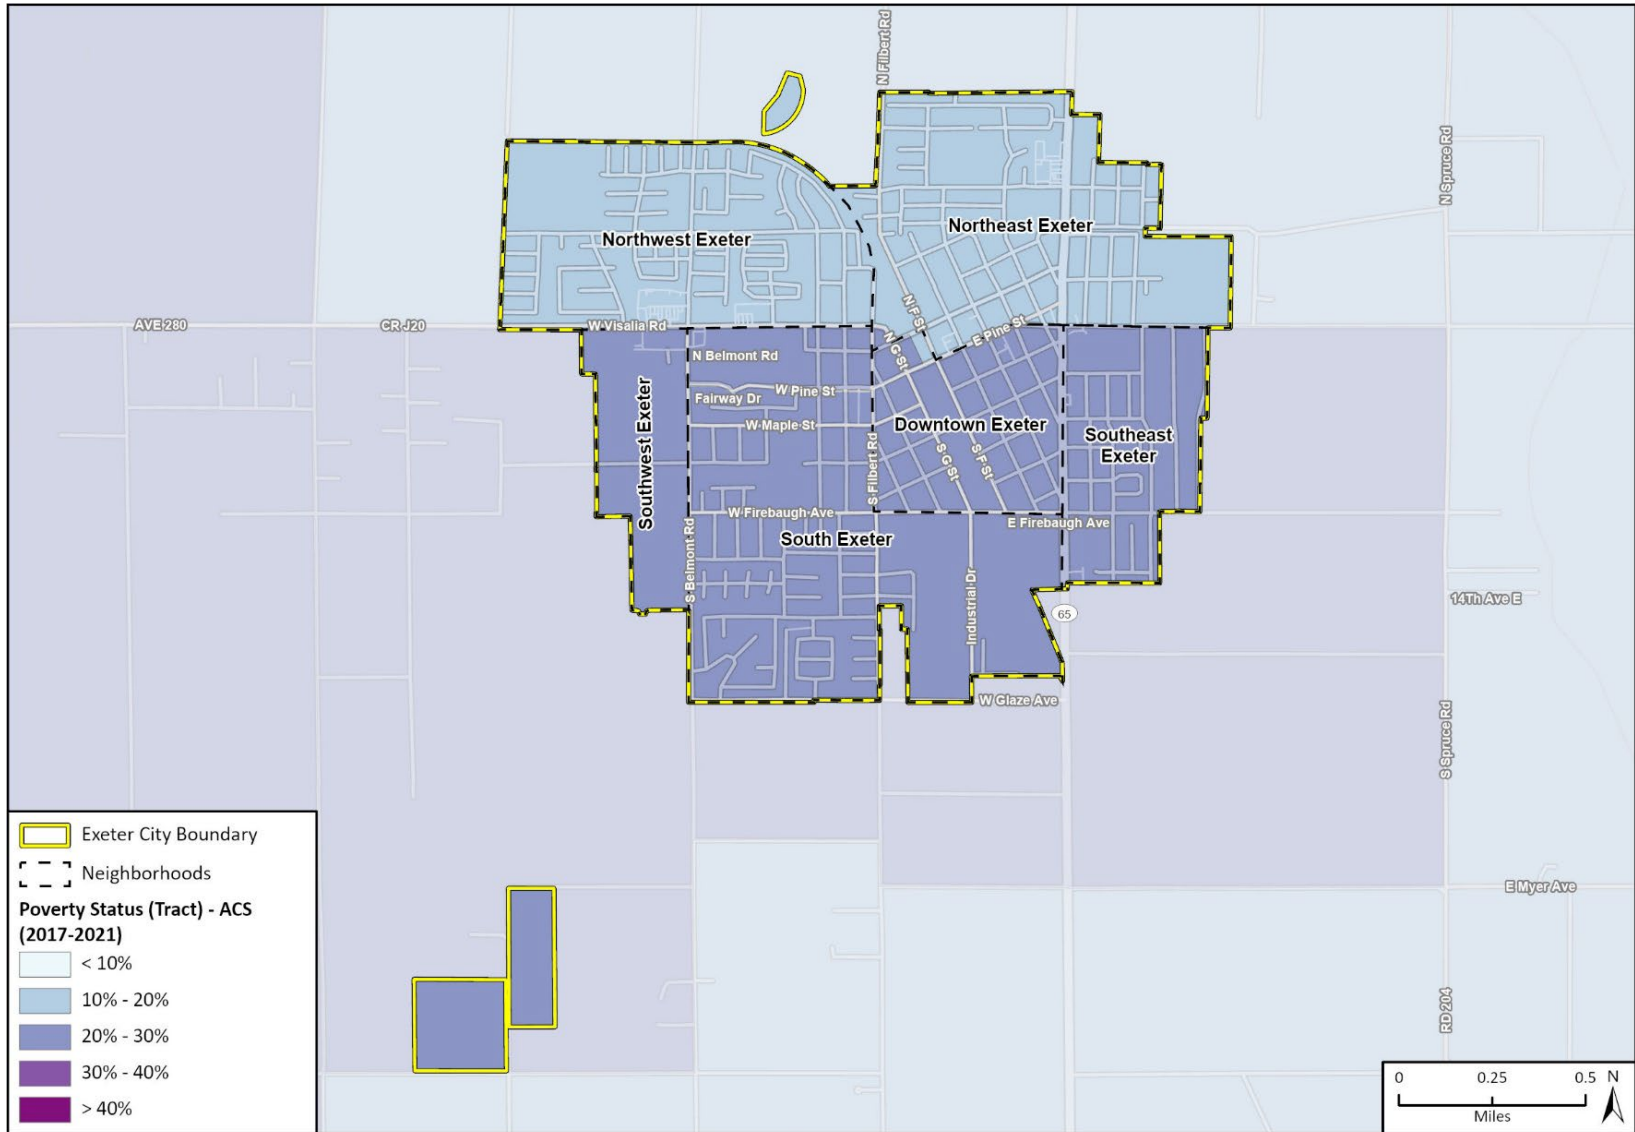 N Filbert Rd
N Spruce Rd
Northwest Exeter
Northeast Exeter
AVE 280
CR J20
W Visalia Rd
N F St
N G St
E Pine St
N Belmont Rd
W Pine St
Fairway Dr
W Maple St
Downtown Exeter
Southwest Exeter
Southeast
Exeter
S Filbert Rd
S G St
S F St
W Firebaugh Ave
E Firebaugh Ave
South Exeter
S Belmont Rd
Industrial Dr
65
14Th Ave E
W Glaze Ave
S Spruce Rd
E Myer Ave
RD 204
Exeter City Boundary
Neighborhoods
Poverty Status (Tract) - ACS
(2017-2021)
< 10%
10% - 20%
20% - 30%
30% - 40%
> 40%
0 0.25 0.5 N
Miles